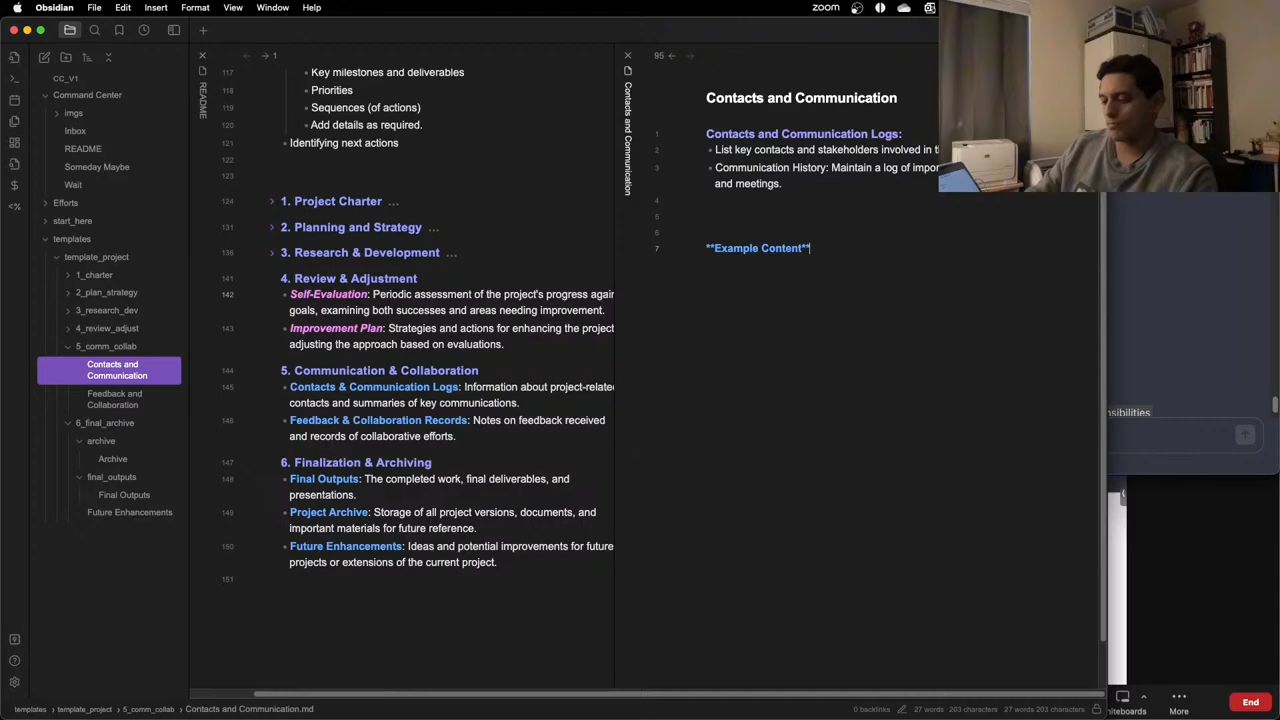 Obsidian File Edit Insert Format View Window Help
zoom
CC_V1
Command Center
imgs
Inbox
README
Someday Maybe
Wait
Efforts
start_here
templates
template_project
1_charter
2_plan_strategy
3_research_dev
4_review_adjust
5_comm_collab
Contacts and
Communication
Feedback and
Collaboration
6_final_archive
archive
Archive
final_outputs
Final Outputs
Future Enhancements
1
README
117 Key milestones and deliverables
118 Priorities
119 Sequences (of actions)
120 Add details as required.
121 Identifying next actions
122
123
124 1. Project Charter ...
131 2. Planning and Strategy ...
136 3. Research & Development ...
141 4. Review & Adjustment
142 Self-Evaluation: Periodic assessment of the project's progress agair
goals, examining both successes and areas needing improvement.
143 Improvement Plan: Strategies and actions for enhancing the project
adjusting the approach based on evaluations.
144 5. Communication & Collaboration
145 Contacts & Communication Logs: Information about project-relate
contacts and summaries of key communications.
146 Feedback & Collaboration Records: Notes on feedback received
and records of collaborative efforts.
147 6. Finalization & Archiving
148 Final Outputs: The completed work, final deliverables, and
presentations.
149 Project Archive: Storage of all project versions, documents, and
important materials for future reference.
150 Future Enhancements: Ideas and potential improvements for future
projects or extensions of the current project.
151
95
Contacts and Communication
Contacts and Communication
1 Contacts and Communication Logs:
2 List key contacts and stakeholders involved in t
3 Communication History: Maintain a log of impo
and meetings.
4
5
6
7 **Example Content**
nsibilities
iteboards
More
End
templates > template_project > 5_comm_collab > Contacts and Communication.md
0 backlinks 27 words 203 characters 27 words 203 characters